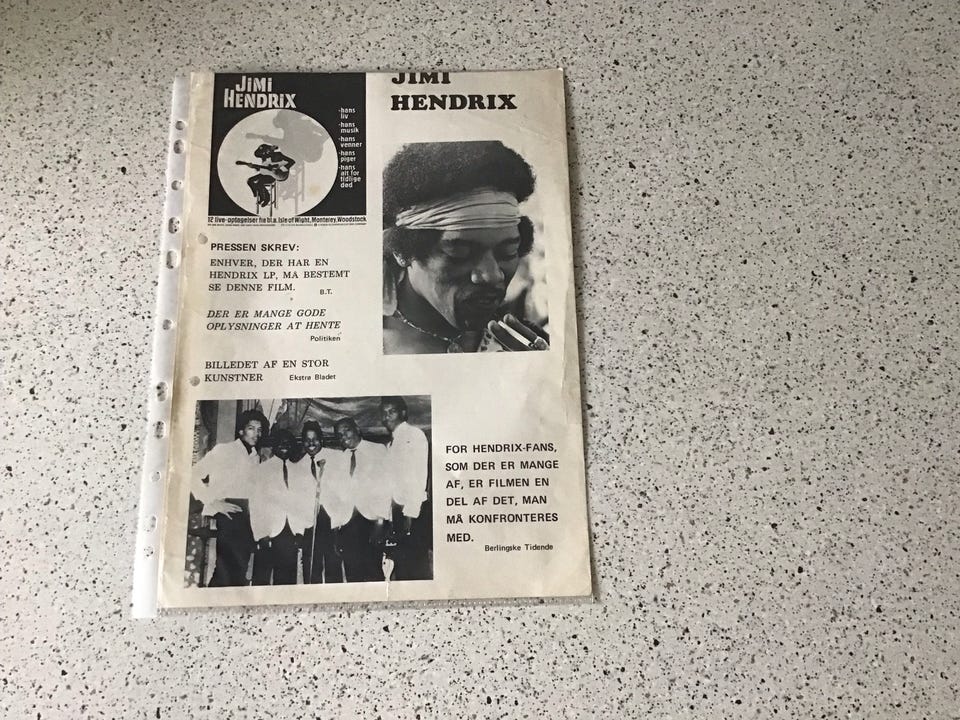 JIMI
HENDRIX
-hans
liv
-hans
musik
-hans
venner
-hans
piger
-hans
alt for
tidlige
død
12 live-optagelser fra bl.a. Isle of Wight, Monterey, Woodstock
JIMI
HENDRIX
PRESSEN SKREV:
ENHVER, DER HAR EN
HENDRIX LP, MÅ BESTEMT
SE DENNE FILM.
B.T.
DER ER MANGE GODE
OPLYSNINGER AT HENTE
Politiken
BILLEDET AF EN STOR
KUNSTNER Ekstra Bladet
FOR HENDRIX-FANS,
SOM DER ER MANGE
AF, ER FILMEN EN
DEL AF DET, MAN
MÅ KONFRONTERES
MED.
Berlingske Tidende